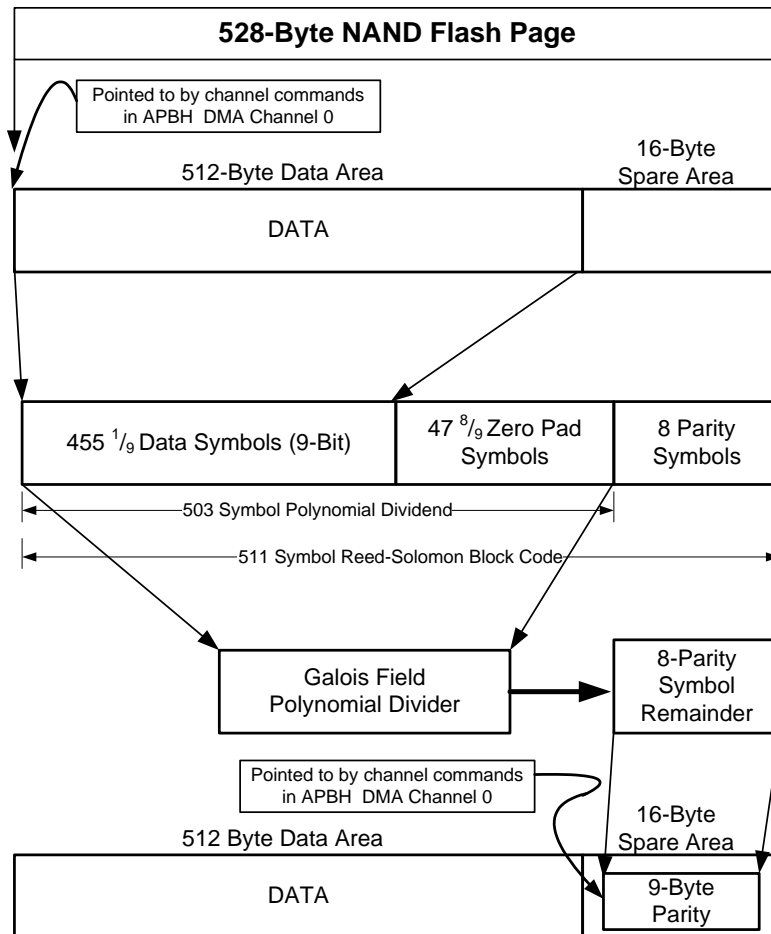 528-Byte NAND Flash Page
Pointed to by channel commands
in APBH DMA Channel 0
512-Byte Data Area
16-Byte
Spare Area
DATA
455 1/9 Data Symbols (9-Bit)
47 8/9 Zero Pad
Symbols
8 Parity
Symbols
503 Symbol Polynomial Dividend
511 Symbol Reed-Solomon Block Code
Galois Field
Polynomial Divider
8-Parity
Symbol
Remainder
Pointed to by channel commands
in APBH DMA Channel 0
512 Byte Data Area
16-Byte
Spare Area
DATA
9-Byte
Parity